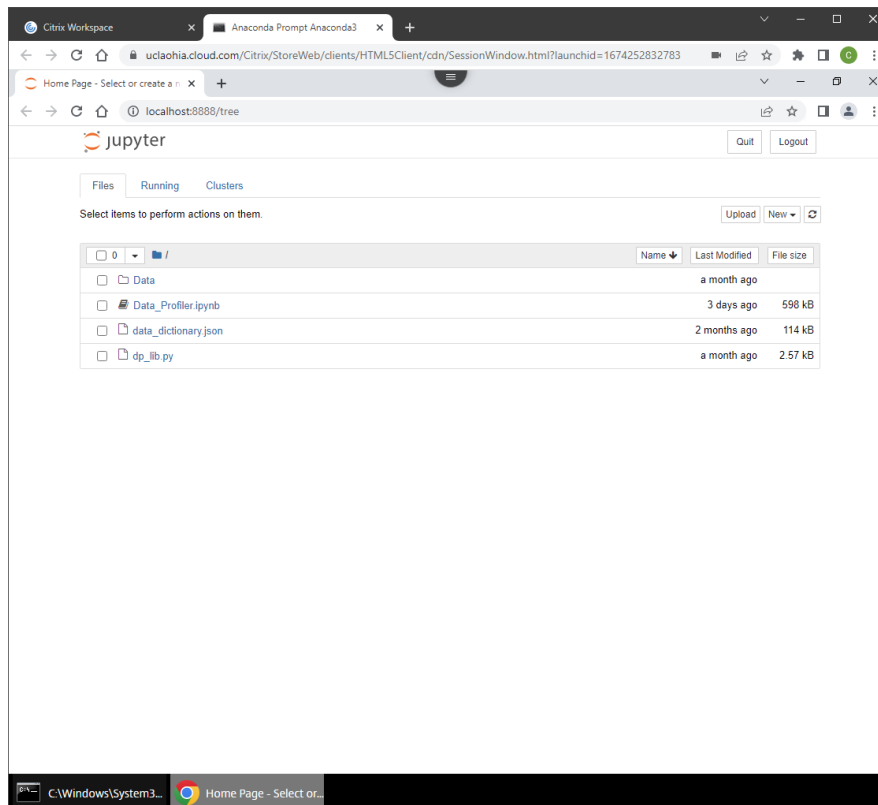 Citrix Workspace Anaconda Prompt Anaconda3
uclaohia.cloud.com/Citrix/StoreWeb/clients/HTML5Client/cdn/SessionWindow.html?launchid=1674252832783 C
Home Page - Select or create a n
localhost:8888/tree
jupyter Quit Logout
Files Running Clusters
Select items to perform actions on them. Upload New
0 / Name Last Modified File size
Data a month ago
Data_Profiler.ipynb 3 days ago 598 kB
data_dictionary.json 2 months ago 114 kB
dp_lib.py a month ago 2.57 kB
C:\Windows\System3... Home Page - Select or...